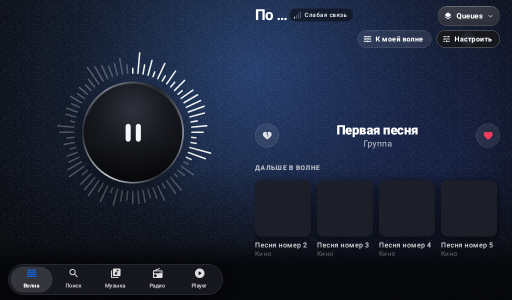 По ...
Слабая связь
Queues
К моей волне
Настроить
Первая песня
Группа
ДАЛЬШЕ В ВОЛНЕ
Песня номер 2
Песня номер 3
Песня номер 4
Песня номер 5
Кино
Кино
Кино
Кино
Волна
Поиск
Музыка
Радио
Player